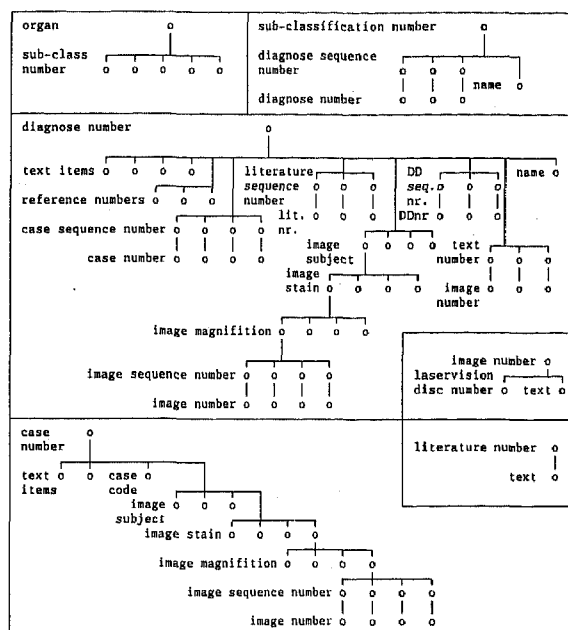 organ
sub-class
number
sub-classification number
diagnose sequence
number
name
diagnose number
diagnose number
text items
reference numbers
case sequence number
case number
literature
sequence
number
lit.
nr.
DD
seq.
nr.
DDnr
name
image
subject
text
number
image
stain
image
number
image magnifition
image sequence number
image number
image number
laservision
disc number
text
literature number
text
case
number
text
items
case
code
image
subject
image stain
image magnifition
image sequence number
image number